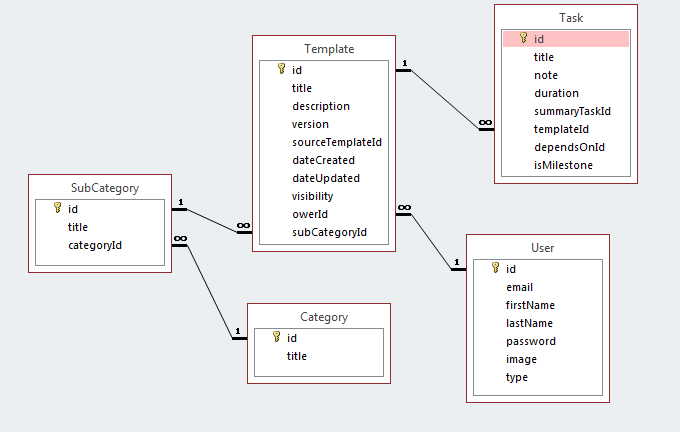 Task
id
title
note
duration
summaryTaskId
templateId
dependsOnId
isMilestone
Template
id
title
description
version
sourceTemplateId
dateCreated
dateUpdated
visibility
owerId
subCategoryId
1
∞
SubCategory
id
title
categoryId
1
∞
∞
∞
1
User
id
email
firstName
lastName
password
image
type
Category
id
title
1